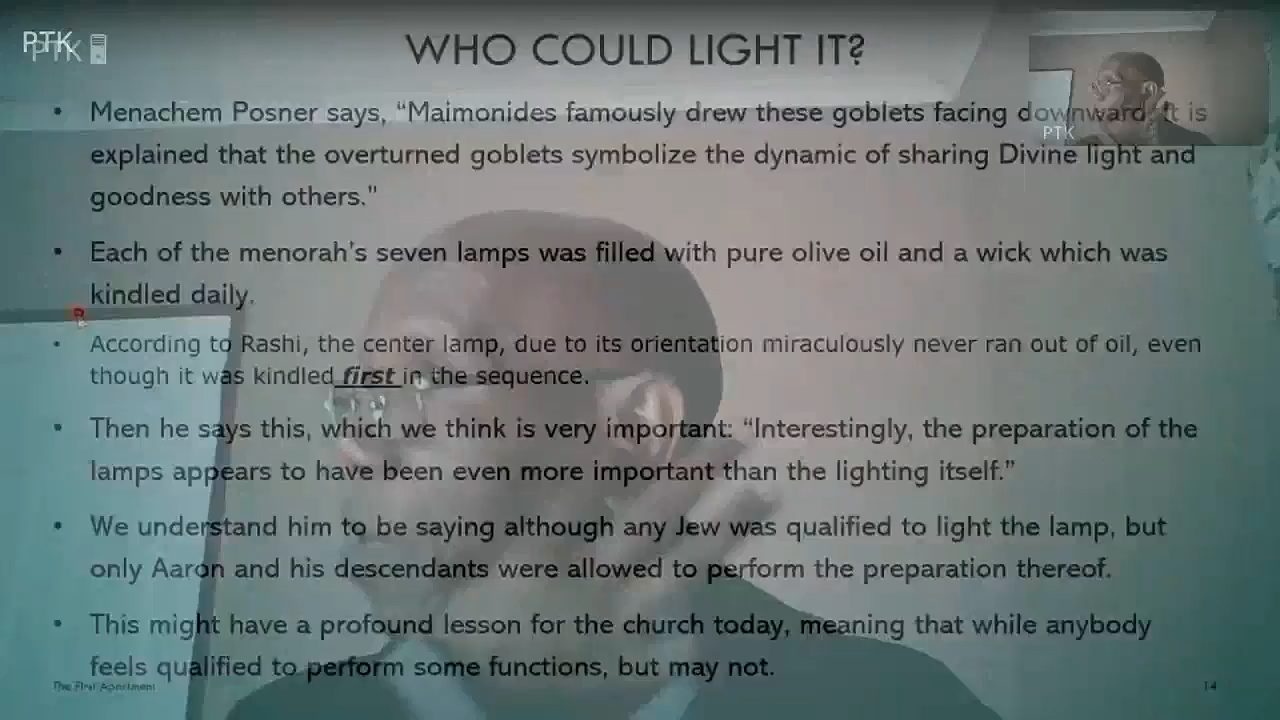 PTK
PTK
WHO COULD LIGHT IT?
• Menachem Posner says, “Maimonides famously drew these goblets facing downward. It is
explained that the overturned goblets symbolize the dynamic of sharing Divine light and
goodness with others.”
PTK
• Each of the menorah’s seven lamps was filled with pure olive oil and a wick which was
kindled daily.
• According to Rashi, the center lamp, due to its orientation miraculously never ran out of oil, even
though it was kindled first in the sequence.
• Then he says this, which we think is very important: “Interestingly, the preparation of the
lamps appears to have been even more important than the lighting itself.”
• We understand him to be saying although any Jew was qualified to light the lamp, but
only Aaron and his descendants were allowed to perform the preparation thereof.
• This might have a profound lesson for the church today, meaning that while anybody
feels qualified to perform some functions, but may not.
The First Apartment
14